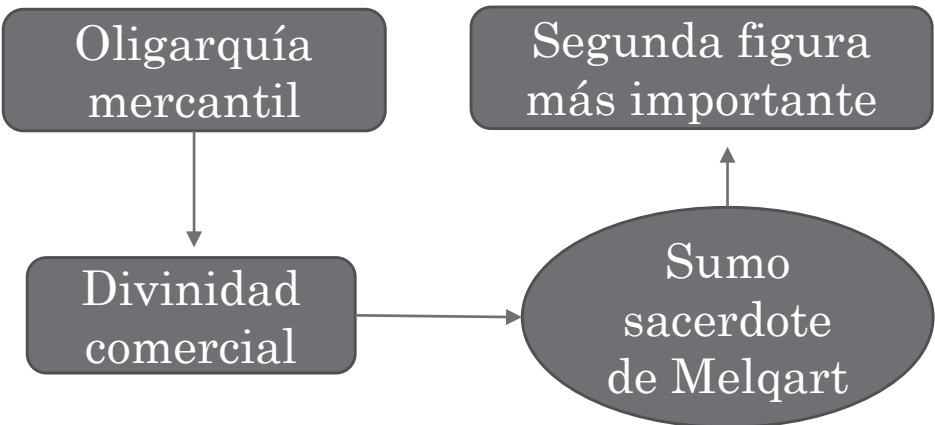 Oligarquía
mercantil
Segunda figura
más importante
Divinidad
comercial
Sumo
sacerdote
de Melqart